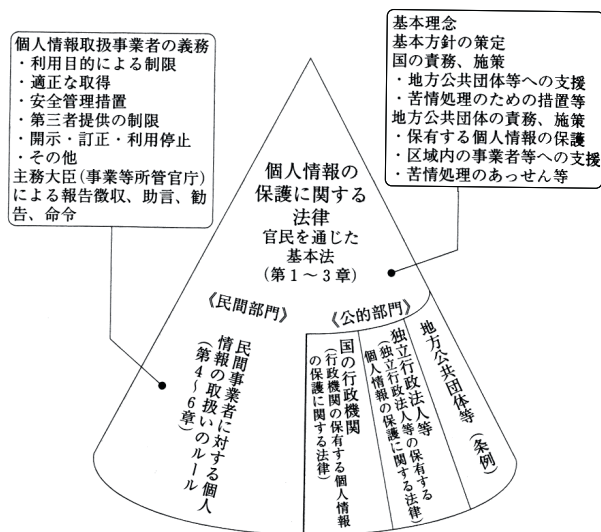 個人情報取扱事業者の義務
・利用目的による制限
・適正な取得
・安全管理措置
・第三者提供の制限
・開示・訂正・利用停止
・その他
主務大臣（事業等所管官庁）
による報告徴収、助言、勧
告、命令
基本理念
基本方針の策定
国の責務、施策
・地方公共団体等への支援
・苦情処理のための措置等
地方公共団体の責務、施策
・保有する個人情報の保護
・区域内の事業者等への支援
・苦情処理のあっせん等
個人情報の
保護に関する
法律
官民を通じた
基本法
（第１～３章）
《民間部門》
《公的部門》
民間事業者に対する個人
情報の取扱いのルール
（第４～６章）
国の行政機関
（行政機関の保有する個人情報
の保護に関する法律）
独立行政法人等
（独立行政法人等の保有する
個人情報の保護に関する法律）
地方公共団体等（条例）